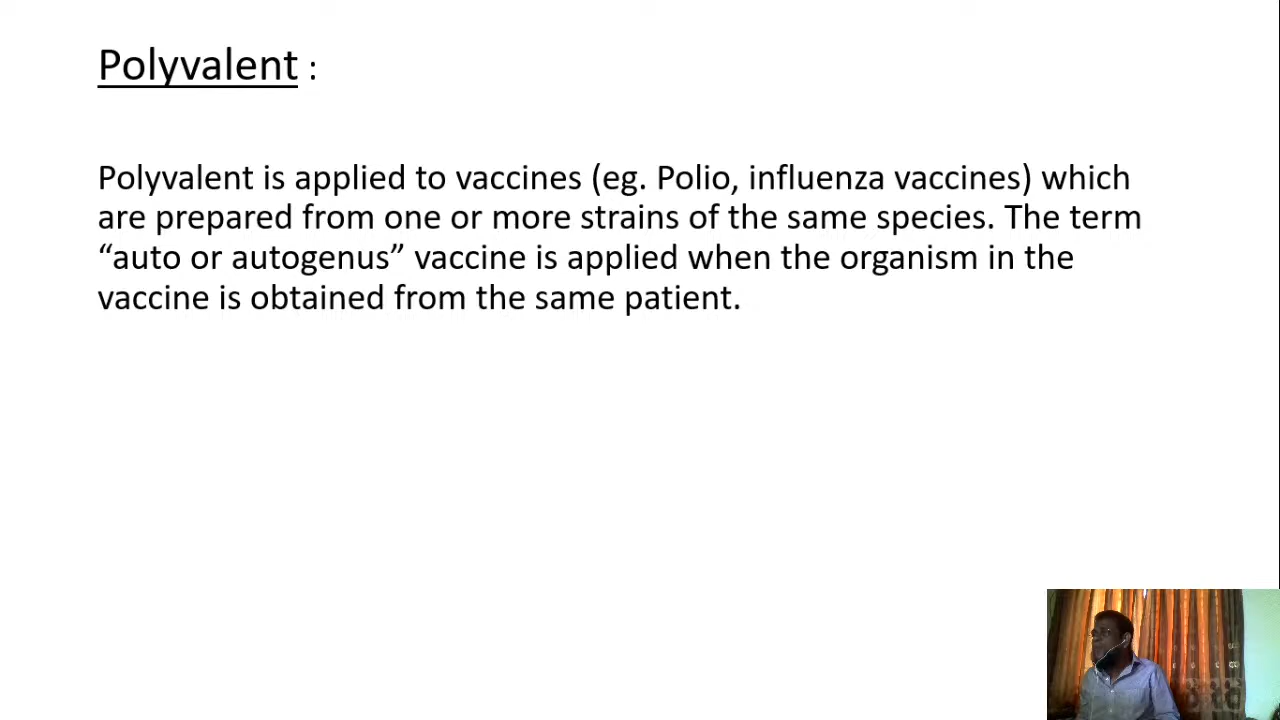 Polyvalent :
Polyvalent is applied to vaccines (eg. Polio, influenza vaccines) which
are prepared from one or more strains of the same species. The term
“auto or autogenus” vaccine is applied when the organism in the
vaccine is obtained from the same patient.